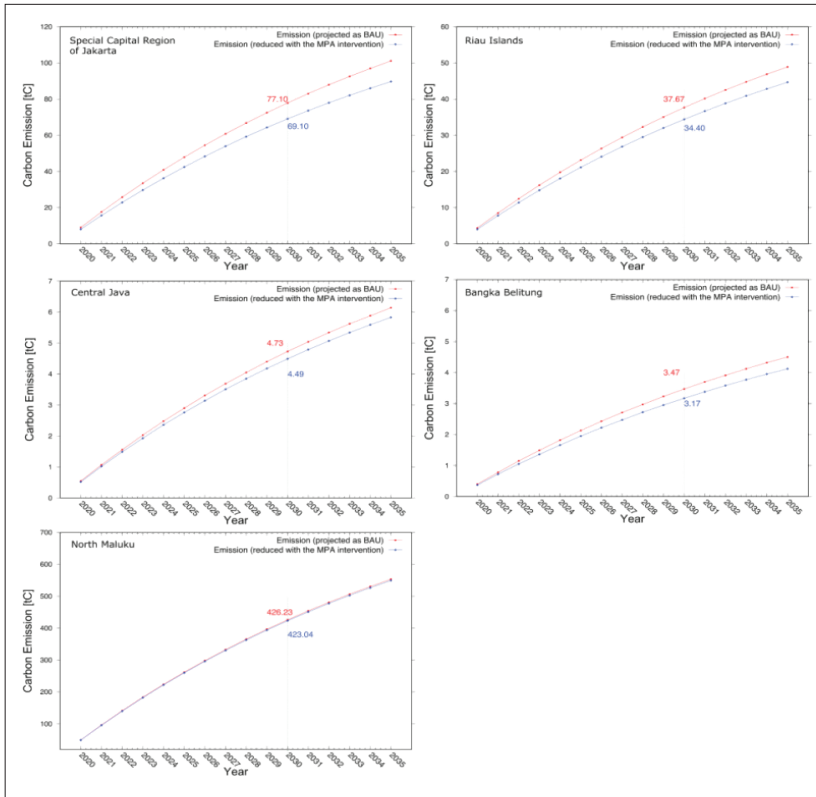 Special Capital Region
of Jakarta
Emission (projected as BAU)
Emission (reduced with the MPA intervention)
Carbon Emission [tC]
120
100
80
60
40
20
0
77.10
69.10
2020 2021 2022 2023 2024 2025 2026 2027 2028 2029 2030 2031 2032 2033 2034 2035
Year
Riau Islands
Emission (projected as BAU)
Emission (reduced with the MPA intervention)
Carbon Emission [tC]
60
50
40
30
20
10
0
37.67
34.40
2020 2021 2022 2023 2024 2025 2026 2027 2028 2029 2030 2031 2032 2033 2034 2035
Year
Central Java
Emission (projected as BAU)
Emission (reduced with the MPA intervention)
Carbon Emission [tC]
7
6
5
4
3
2
1
0
4.73
4.49
2020 2021 2022 2023 2024 2025 2026 2027 2028 2029 2030 2031 2032 2033 2034 2035
Year
Bangka Belitung
Emission (projected as BAU)
Emission (reduced with the MPA intervention)
Carbon Emission [tC]
7
6
5
4
3
2
1
0
3.47
3.17
2020 2021 2022 2023 2024 2025 2026 2027 2028 2029 2030 2031 2032 2033 2034 2035
Year
North Maluku
Emission (projected as BAU)
Emission (reduced with the MPA intervention)
Carbon Emission [tC]
700
600
500
400
300
200
100
426.23
423.04
2020 2021 2022 2023 2024 2025 2026 2027 2028 2029 2030 2031 2032 2033 2034 2035
Year